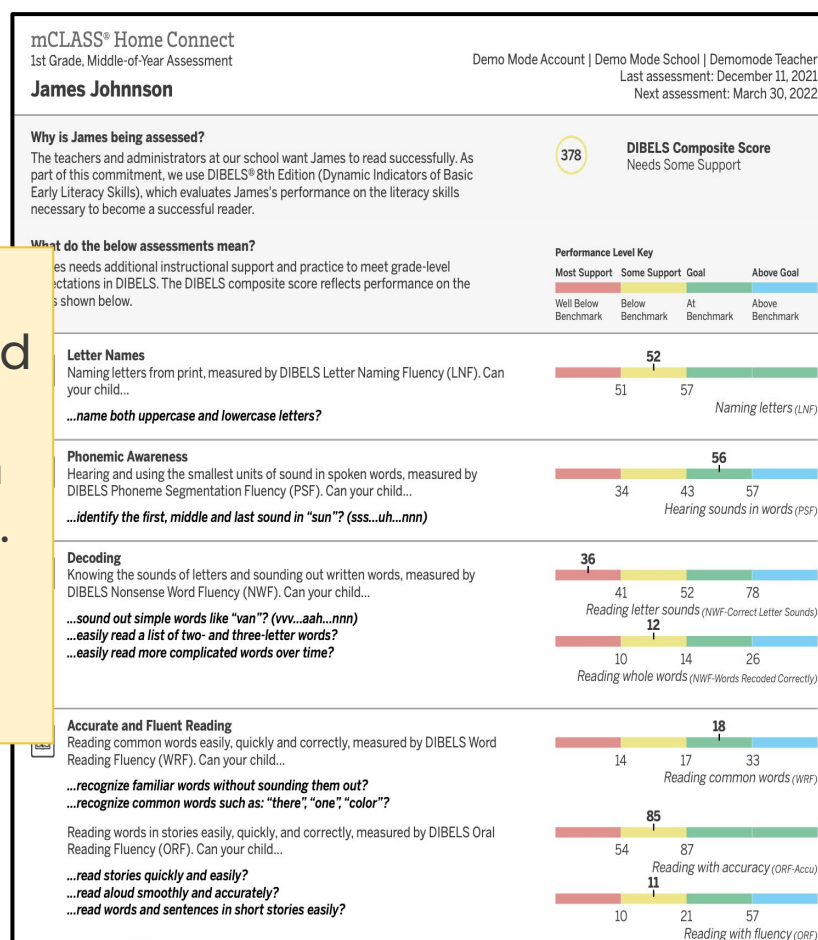 mCLASS® Home Connect
1st Grade, Middle-of-Year Assessment
James Johnnson
Demo Mode Account | Demo Mode School | Demomode Teacher
Last assessment: December 11, 2021
Next assessment: March 30, 2022
Why is James being assessed?
The teachers and administrators at our school want James to read successfully. As
part of this commitment, we use DIBELS® 8th Edition (Dynamic Indicators of Basic
Early Literacy Skills), which evaluates James's performance on the literacy skills
necessary to become a successful reader.
378
DIBELS Composite Score
Needs Some Support
do the below assessments mean?
needs additional instructional support and practice to meet grade-level
in DIBELS. The DIBELS composite score reflects performance on the
shown below.
Performance Level Key
Most Support Some Support Goal Above Goal
Well Below Below At Above
Benchmark Benchmark Benchmark Benchmark
Letter Names
Naming letters from print, measured by DIBELS Letter Naming Fluency (LNF). Can
your child...
...name both uppercase and lowercase letters?
52
51 57
Naming letters (LNF)
Phonemic Awareness
Hearing and using the smallest units of sound in spoken words, measured by
DIBELS Phoneme Segmentation Fluency (PSF). Can your child...
...identify the first, middle and last sound in “sun”? (sss...uh...nnn)
56
34 43 57
Hearing sounds in words (PSF)
Decoding
Knowing the sounds of letters and sounding out written words, measured by
DIBELS Nonsense Word Fluency (NWF). Can your child...
...sound out simple words like “van”? (vvv...aah...nnn)
...easily read a list of two- and three-letter words?
...easily read more complicated words over time?
36
41 52 78
Reading letter sounds (NWF-Correct Letter Sounds)
12
10 14 26
Reading whole words (NWF-Words Recoded Correctly)
Accurate and Fluent Reading
Reading common words easily, quickly and correctly, measured by DIBELS Word
Reading Fluency (WRF). Can your child...
...recognize familiar words without sounding them out?
...recognize common words such as: “there”, “one”, “color”?
18
14 17 33
Reading common words (WRF)
Reading words in stories easily, quickly, and correctly, measured by DIBELS Oral
Reading Fluency (ORF). Can your child...
...read stories quickly and easily?
...read aloud smoothly and accurately?
...read words and sentences in short stories easily?
85
54 87
Reading with accuracy (ORF-Accu)
11
10 21 57
Reading with fluency (ORF)